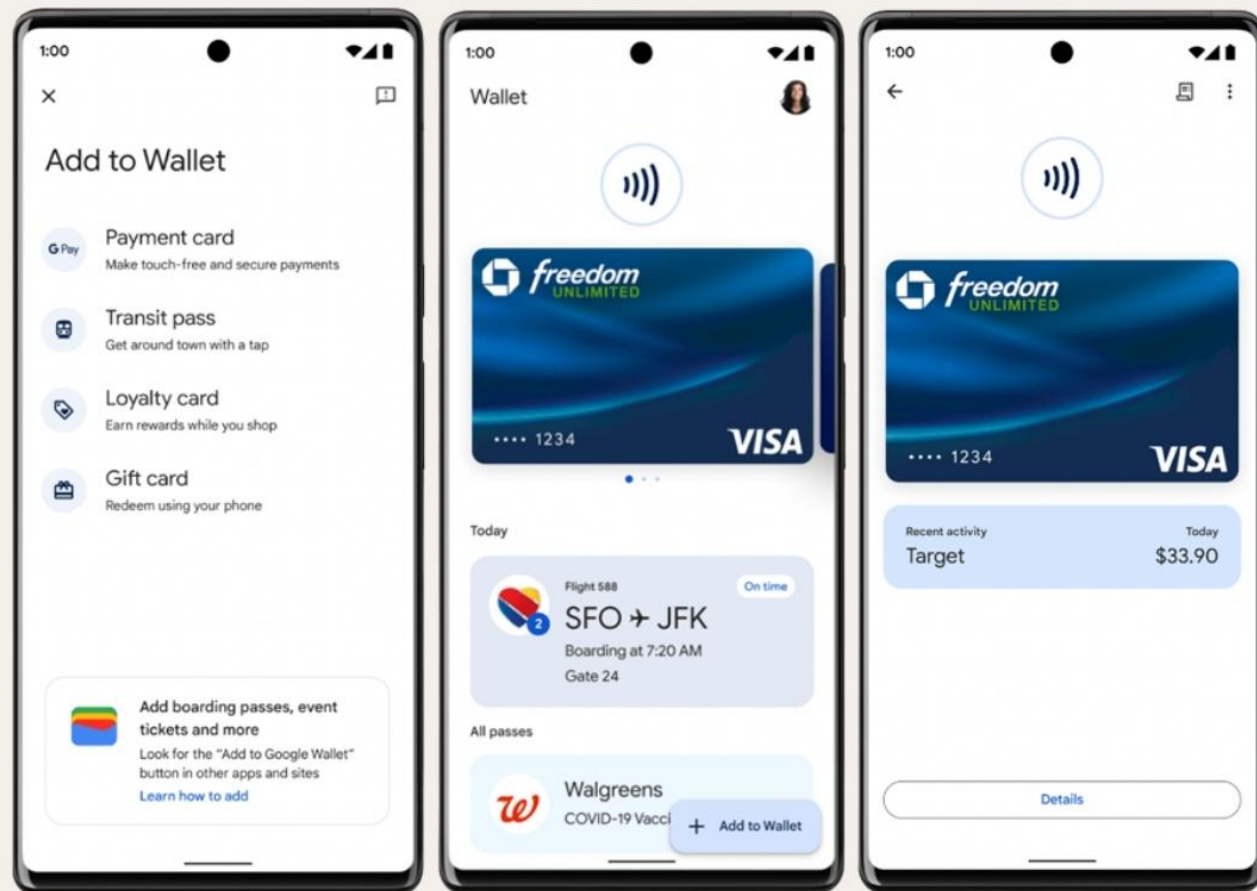 1:00
Add to Wallet
G Pay
Payment card
Make touch-free and secure payments
Transit pass
Get around town with a tap
Loyalty card
Earn rewards while you shop
Gift card
Redeem using your phone
Add boarding passes, event
tickets and more
Look for the "Add to Google Wallet"
button in other apps and sites
Learn how to add
1:00
Wallet
freedom
UNLIMITED
•••• 1234
VISA
Today
Flight 588
On time
2
SFO ✈ JFK
Boarding at 7:20 AM
Gate 24
All passes
W
Walgreens
COVID-19 Vacci
+ Add to Wallet
1:00
freedom
UNLIMITED
•••• 1234
VISA
Recent activity
Today
Target
$33.90
Details